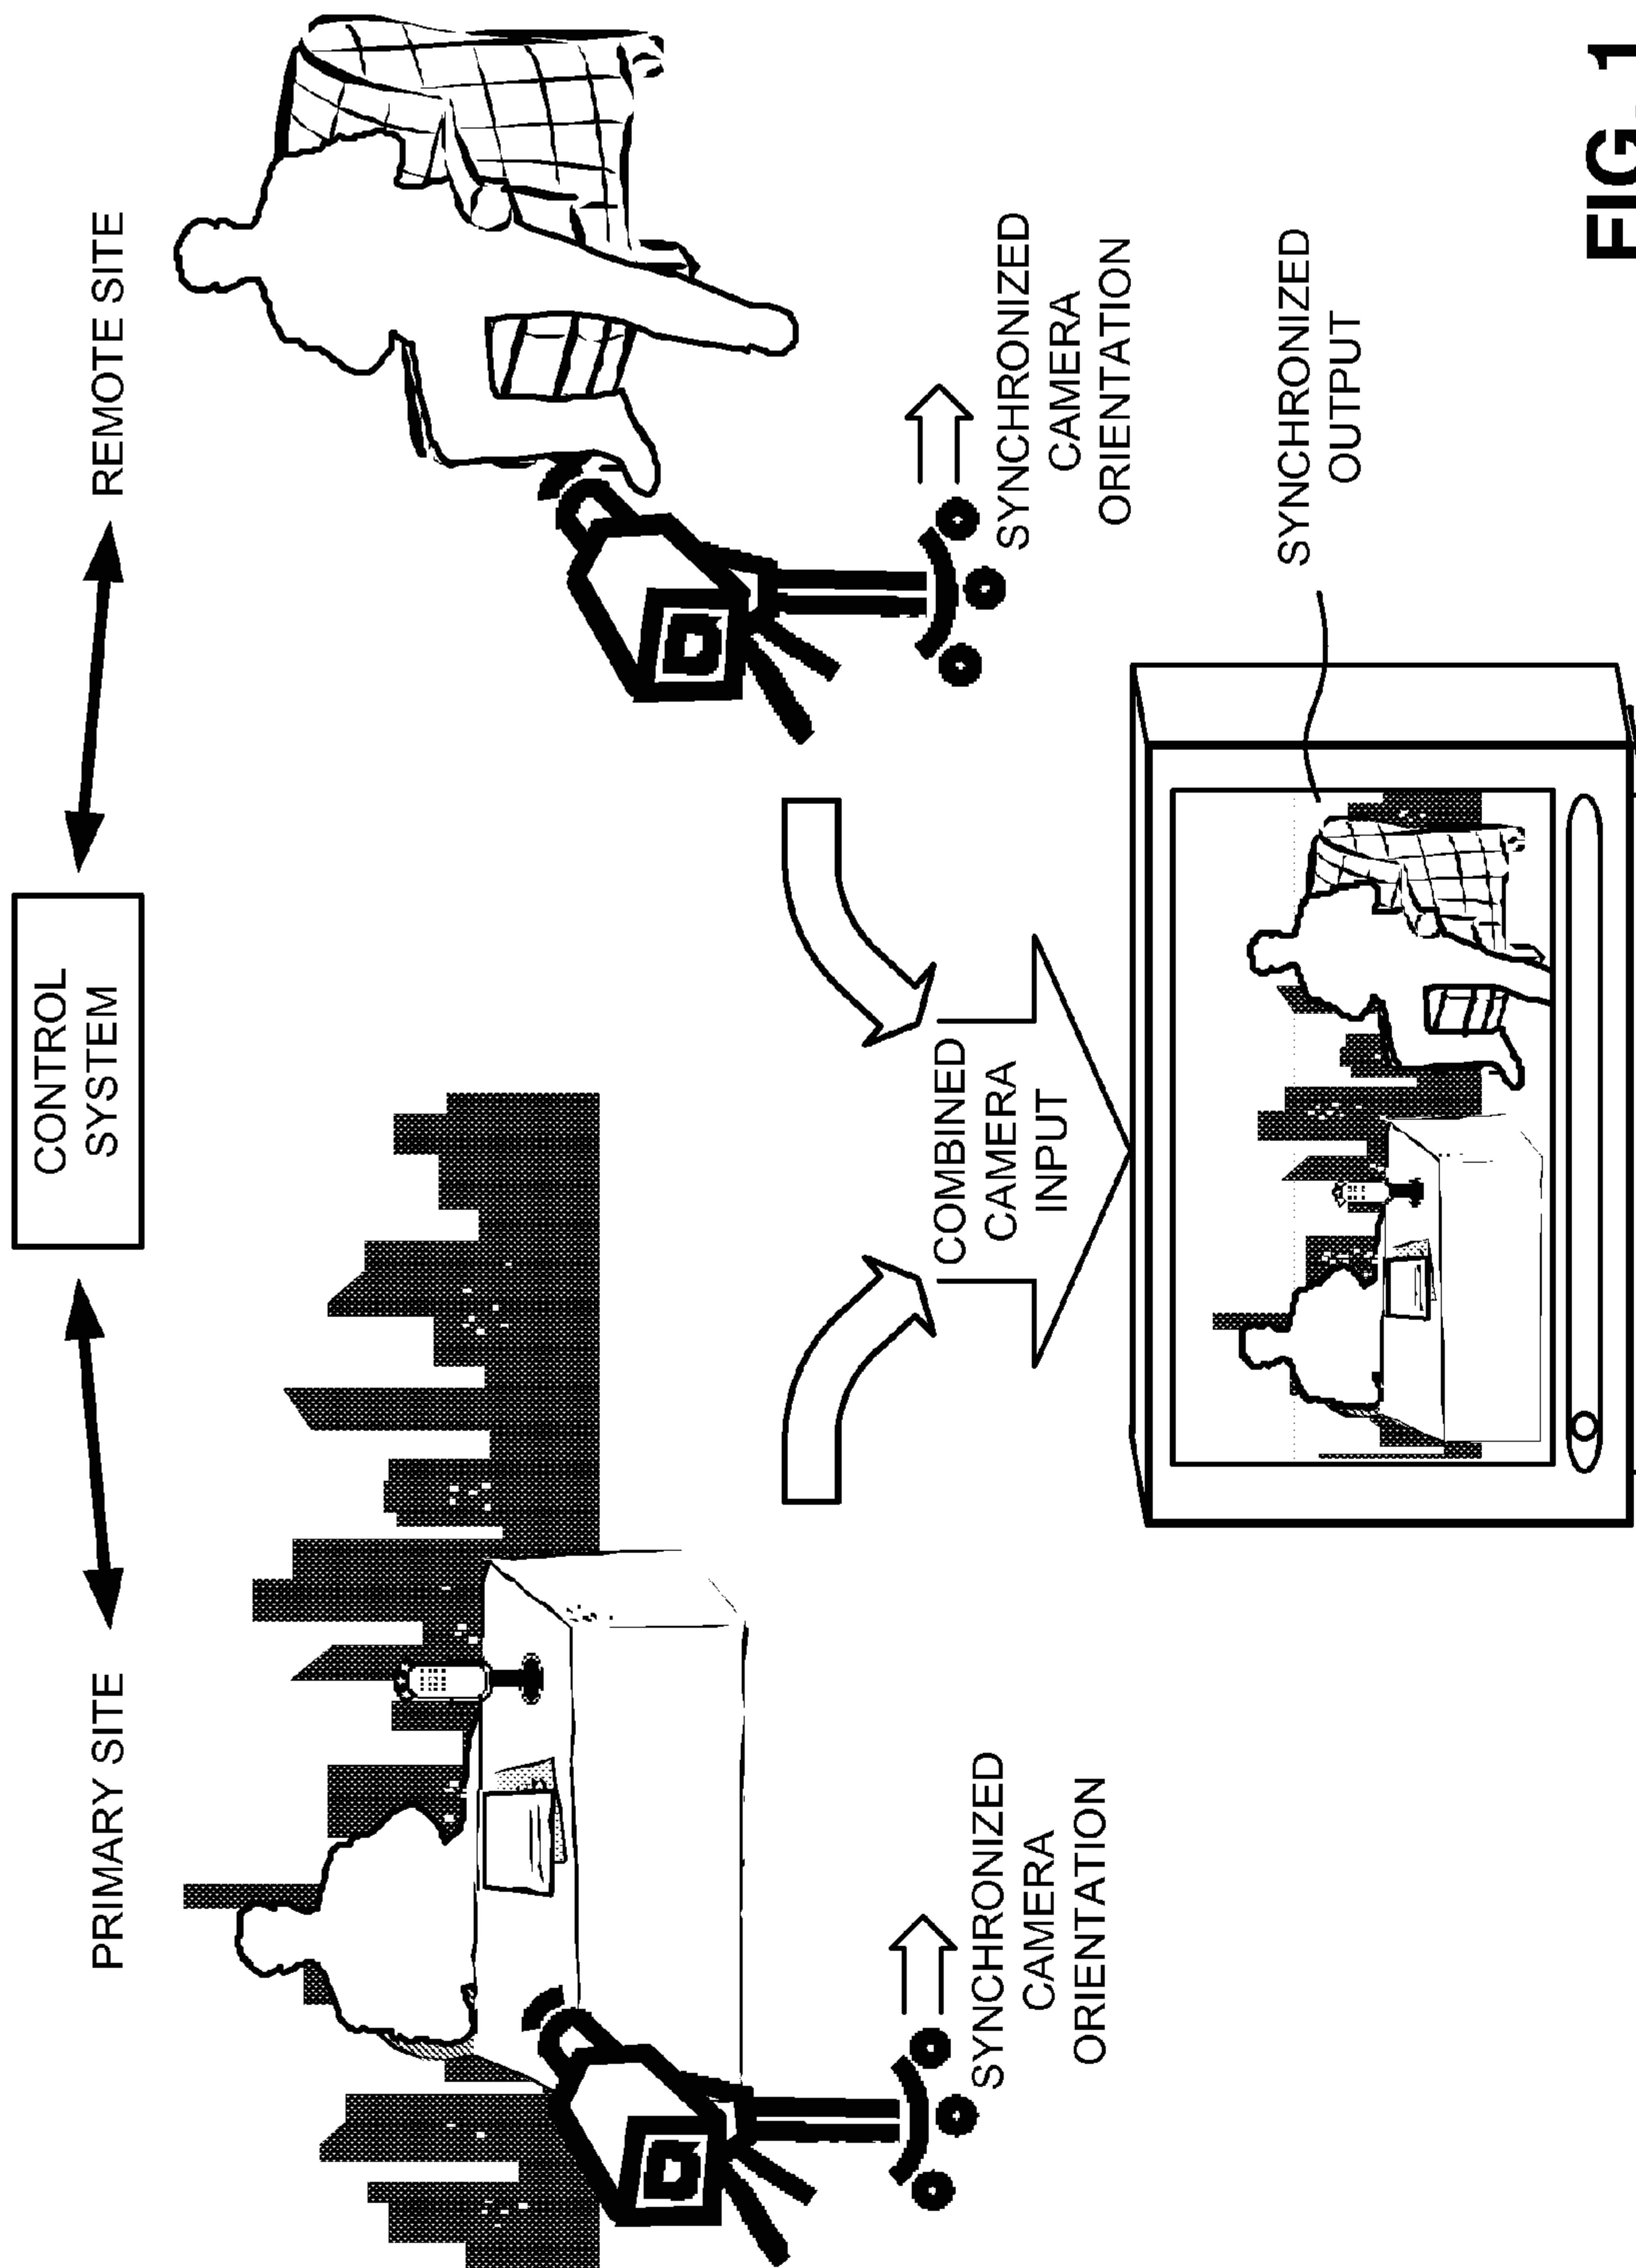 CONTROL
SYSTEM
PRIMARY SITE
REMOTE SITE
SYNCHRONIZED
CAMERA
ORIENTATION
SYNCHRONIZED
CAMERA
ORIENTATION
COMBINED
CAMERA
INPUT
SYNCHRONIZED
OUTPUT
FIG. 1